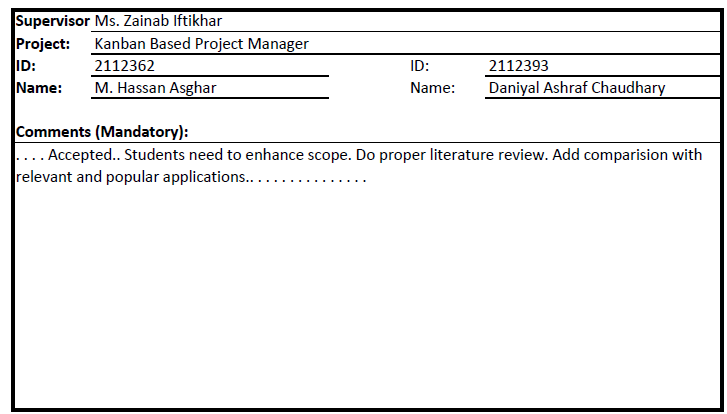 Supervisor Ms. Zainab Iftikhar
Project: Kanban Based Project Manager
ID: 2112362 ID: 2112393
Name: M. Hassan Asghar Name: Daniyal Ashraf Chaudhary
Comments (Mandatory):
. . . . Accepted.. Students need to enhance scope. Do proper literature review. Add comparision with
relevant and popular applications.. . . . . . . . . . . . . . .